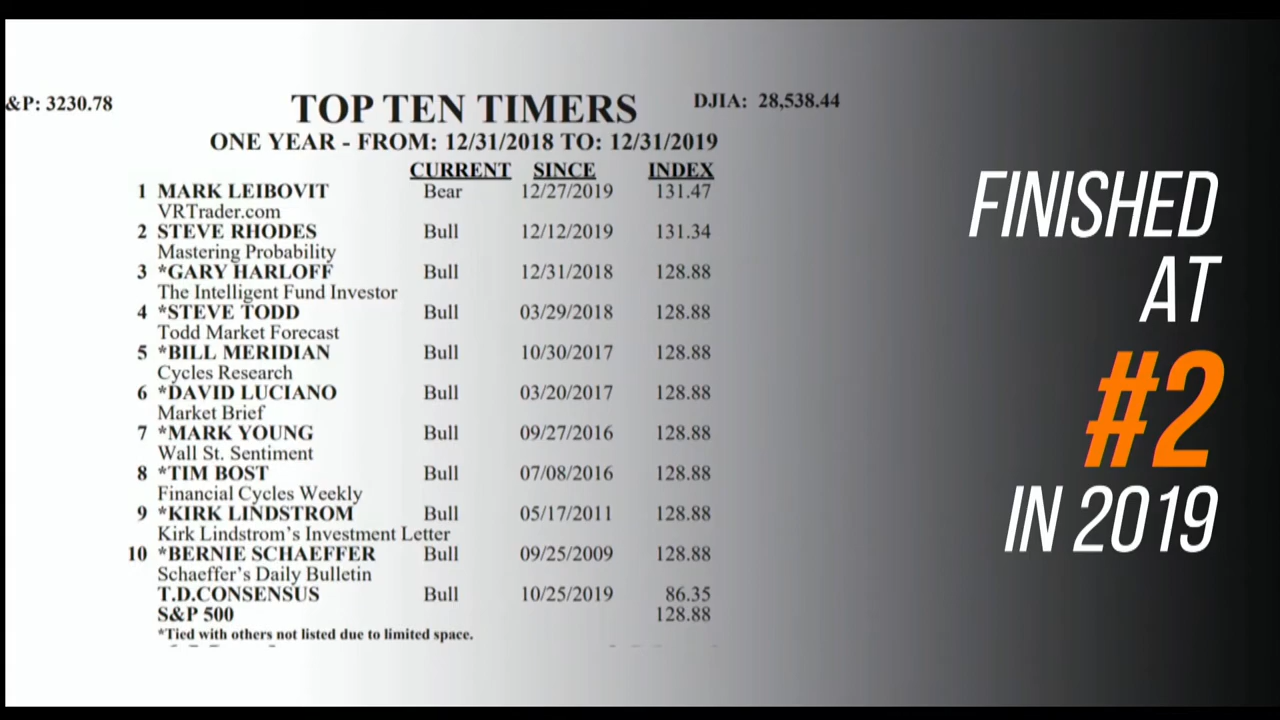 &P: 3230.78
TOP TEN TIMERS
DJIA: 28,538.44
ONE YEAR - FROM: 12/31/2018 TO: 12/31/2019
CURRENT SINCE INDEX
1 MARK LEIBOVIT Bear 12/27/2019 131.47
VRTrader.com
2 STEVE RHODES Bull 12/12/2019 131.34
Mastering Probability
3 *GARY HARLOFF Bull 12/31/2018 128.88
The Intelligent Fund Investor
4 *STEVE TODD Bull 03/29/2018 128.88
Todd Market Forecast
5 *BILL MERIDIAN Bull 10/30/2017 128.88
Cycles Research
6 *DAVID LUCIANO Bull 03/20/2017 128.88
Market Brief
7 *MARK YOUNG Bull 09/27/2016 128.88
Wall St. Sentiment
8 *TIM BOST Bull 07/08/2016 128.88
Financial Cycles Weekly
9 *KIRK LINDSTROM Bull 05/17/2011 128.88
Kirk Lindstrom's Investment Letter
10 *BERNIE SCHAEFFER Bull 09/25/2009 128.88
Schaeffer's Daily Bulletin
T.D.CONSENSUS Bull 10/25/2019 86.35
S&P 500 128.88
*Tied with others not listed due to limited space.
FINISHED
AT
#2
IN 2019